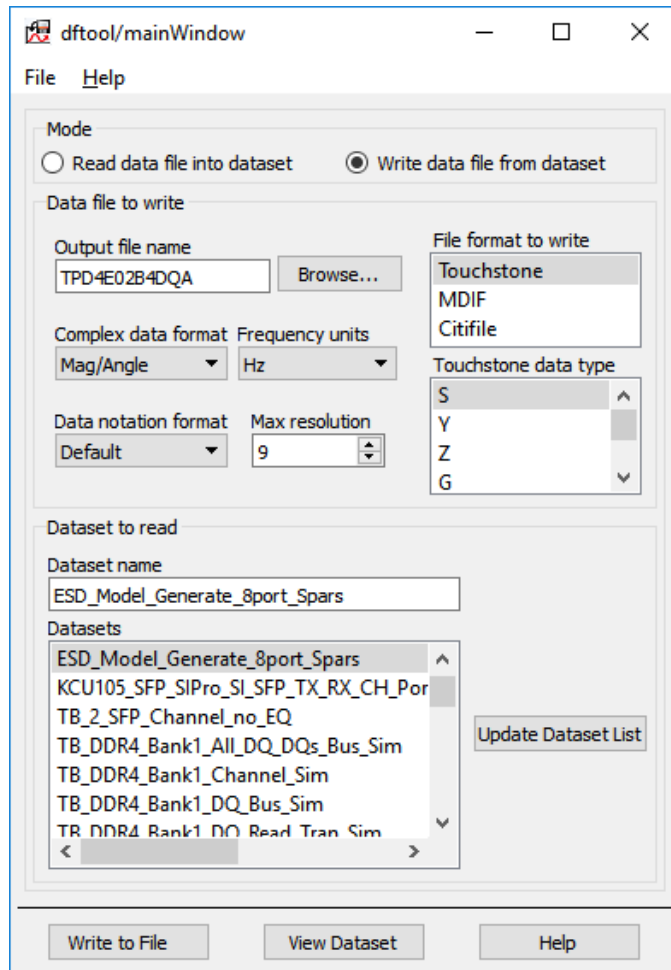 dftool/mainWindow
File Help
Mode
Read data file into dataset Write data file from dataset
Data file to write
Output file name
TPD4E02B4DQA Browse...
File format to write
Touchstone
MDIF
Citifile
Complex data format Frequency units
Mag/Angle Hz
Touchstone data type
S
Y
Z
G
Data notation format Max resolution
Default 9
Dataset to read
Dataset name
ESD_Model_Generate_8port_Spars
Datasets
ESD_Model_Generate_8port_Spars
KCU105_SFP_SIPro_SI_SFP_TX_RX_CH_Por
TB_2_SFP_Channel_no_EQ
TB_DDR4_Bank1_All_DQ_DQs_Bus_Sim
TB_DDR4_Bank1_Channel_Sim
TB_DDR4_Bank1_DQ_Bus_Sim
TB_DDR4_Bank1_DQ_Read_Tran_Sim
Update Dataset List
Write to File View Dataset Help